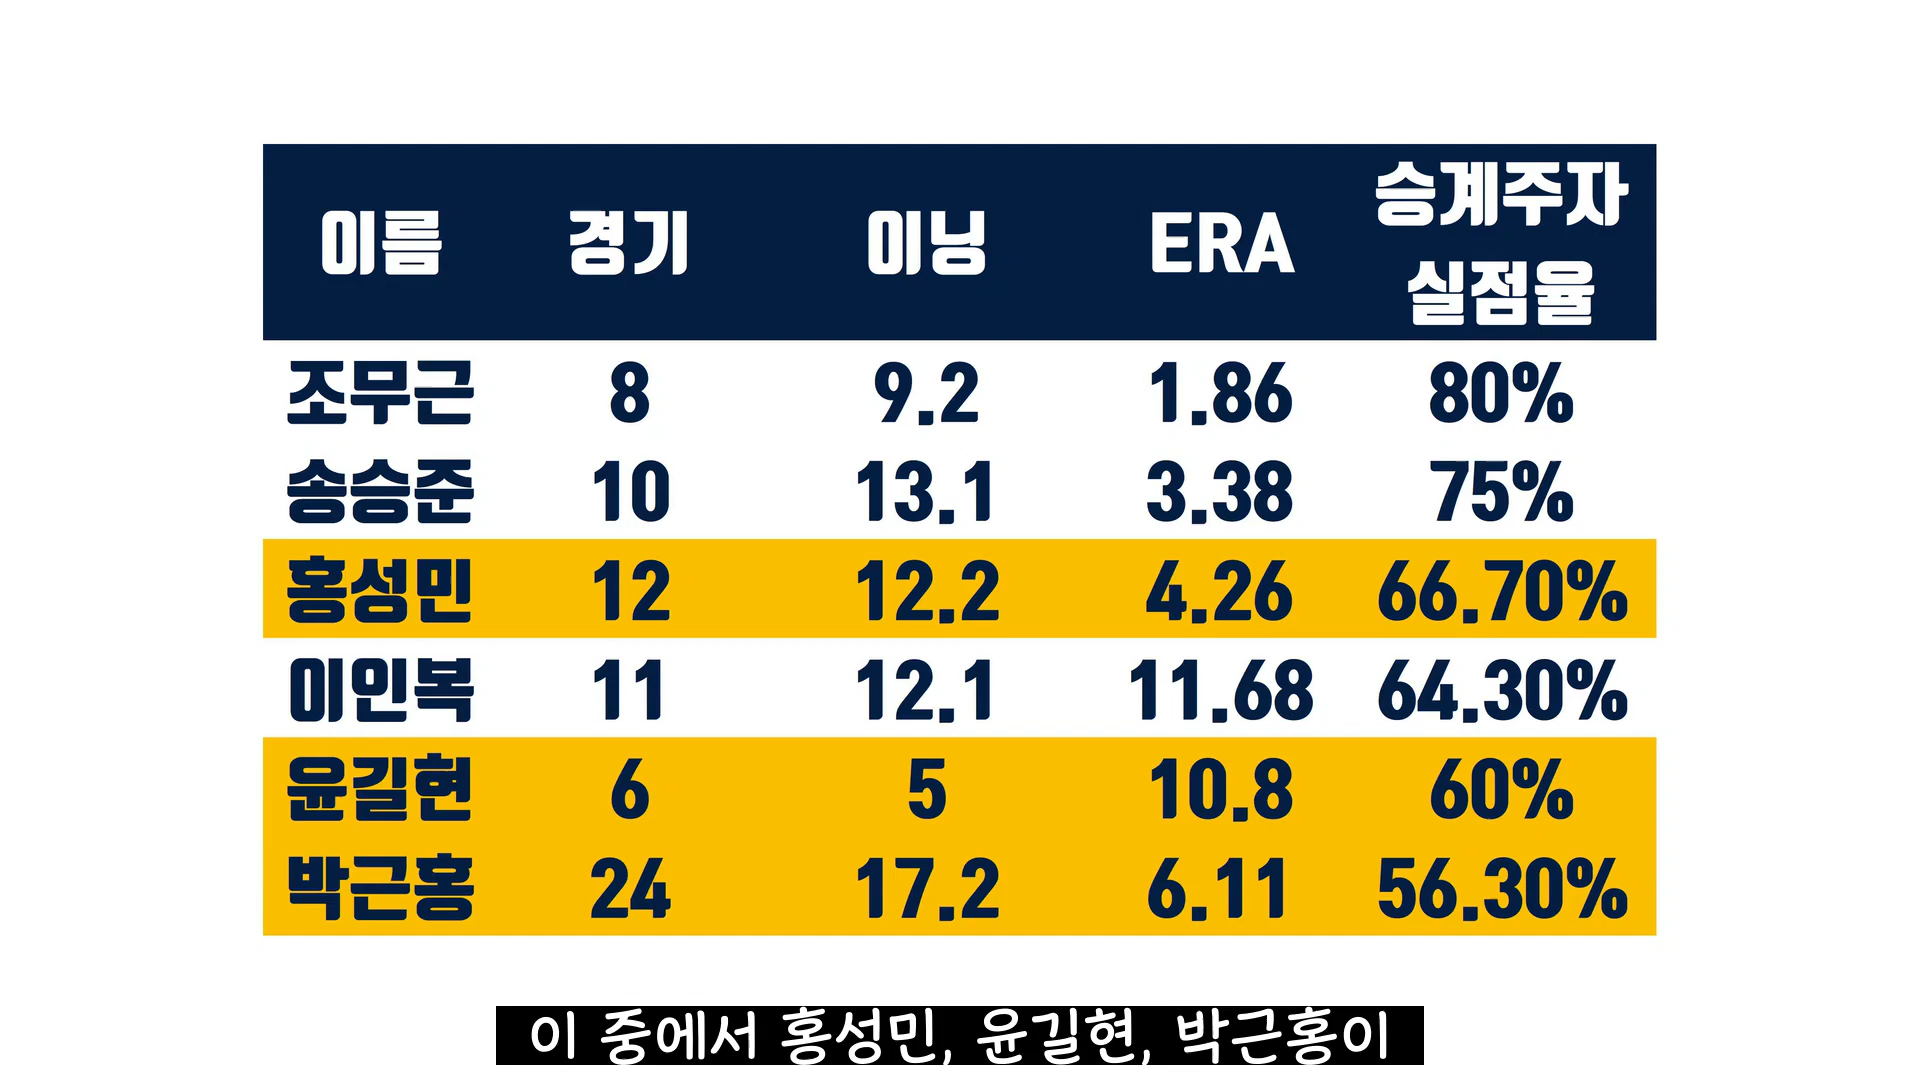 이름 경기 이닝 ERA 승계주자 실점율
조무근 8 9.2 1.86 80%
송승준 10 13.1 3.38 75%
홍성민 12 12.2 4.26 66.70%
이인복 11 12.1 11.68 64.30%
윤길현 6 5 10.8 60%
박근홍 24 17.2 6.11 56.30%
이 중에서 홍성민, 윤길현, 박근홍이